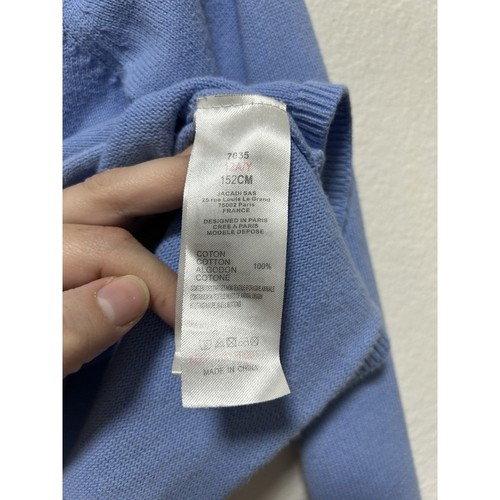 7035
12A/Y
152CM
JACADI SAS
25 rue Louis Le Grand
75002 Paris
FRANCE
DESIGNED IN PARIS
CREE A PARIS
MODELE DEPOSE
COTON
COTTON
ALGODON 100%
COTONE
MADE IN CHINA